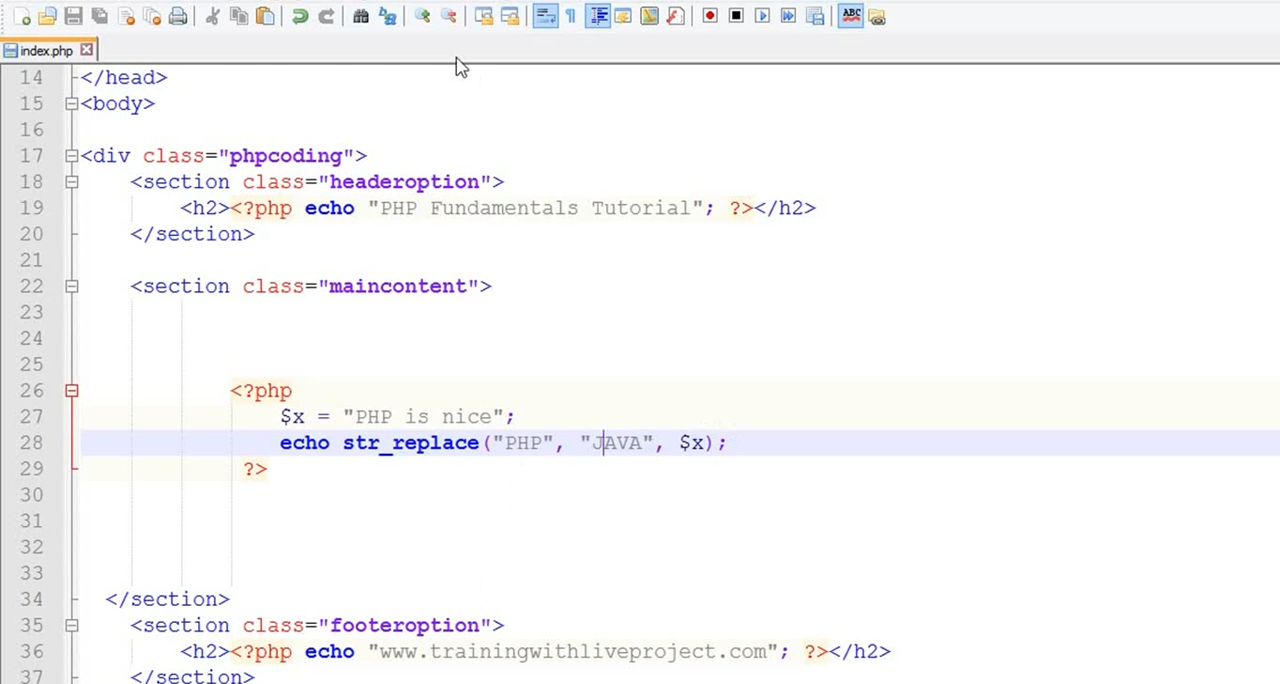 ABC
index.php
14 </head>
15 <body>
16
17 <div class="phpcoding">
18 <section class="headeroption">
19 <h2><?php echo "PHP Fundamentals Tutorial"; ?></h2>
20 </section>
21
22 <section class="maincontent">
23
24
25
26 <?php
27 $x = "PHP is nice";
28 echo str_replace("PHP", "JAVA", $x);
29 ?>
30
31
32
33
34 </section>
35 <section class="footeroption">
36 <h2><?php echo "www.trainingwithliveproject.com"; ?></h2>
37 </section>